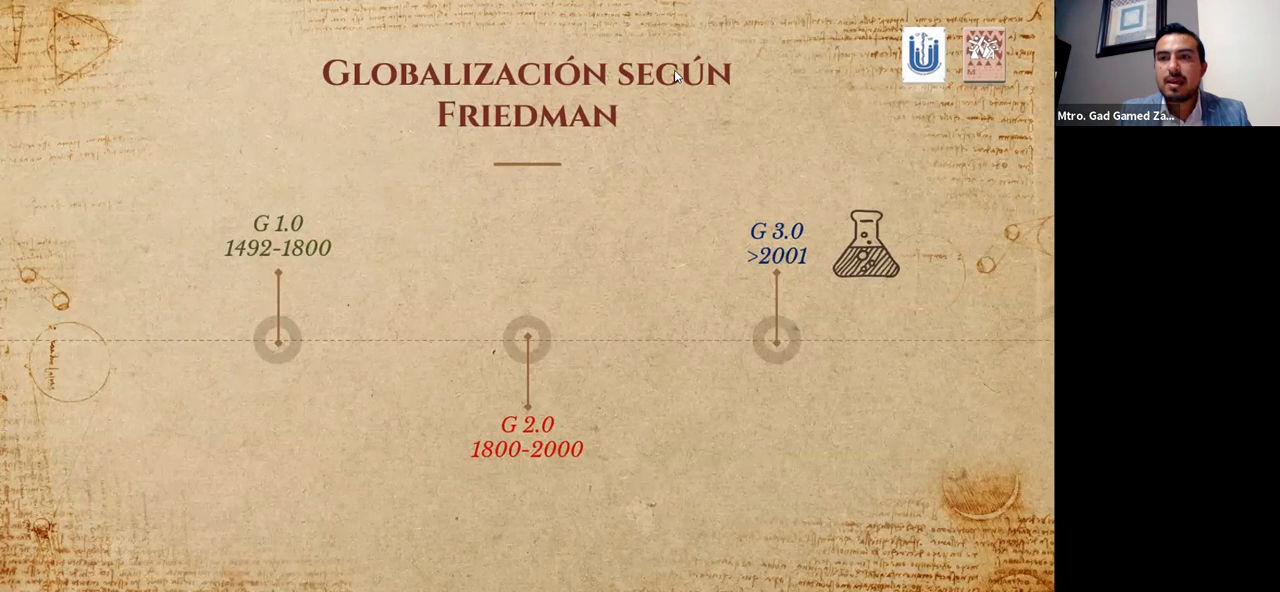 GLOBALIZACIÓN SEGÚN
FRIEDMAN
G 1.0
1492-1800
G 3.0
>2001
G 2.0
1800-2000
Mtro. Gad Gamed Za...